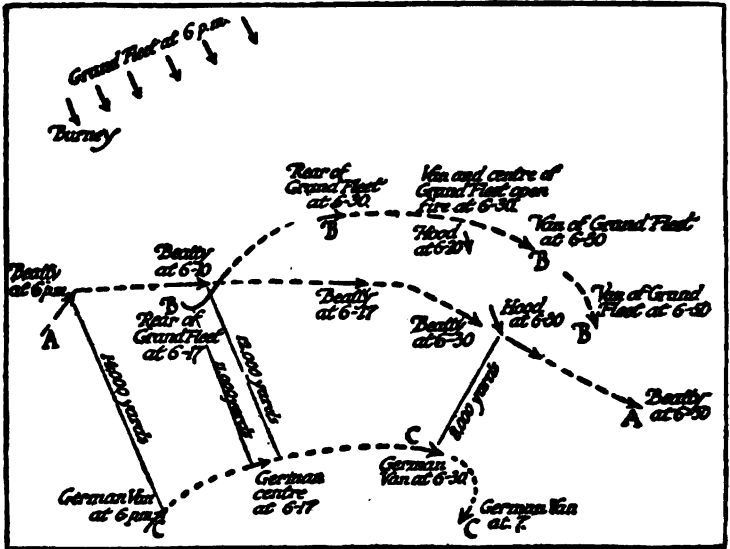 Grand Fleet at 6 p.m.
Burney
Rear of
Grand Fleet
at 6-30.
B
Van and centre of
Grand Fleet open
fire at 6-30.
Hood
at 6-20
Van of Grand Fleet
at 6-30
B
Van of Grand
Fleet at 6-50
B
Beatty
at 6 p.m.
A
Beatty
at 6-10
B
Rear of
Grand Fleet
at 6-17
Beatty
at 6-17
Beatty
at 6-30
Hood
at 6-30
Beatty
at 6-50
A
14,000 yards
11,000 yards
12,000 yards
8,000 yards
German Van
at 6 p.m.
C
German
centre
at 6-17
C
German
Van at 6-30
German Van
at 7.
C